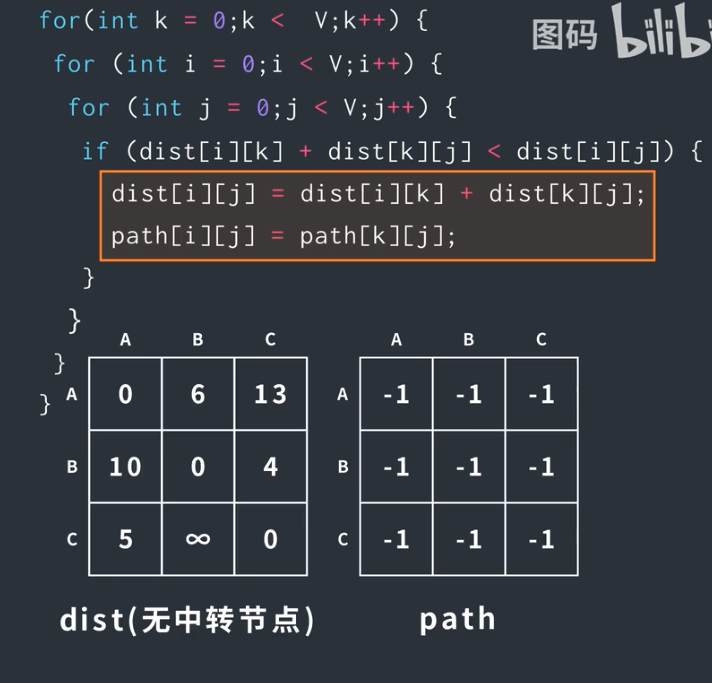 for(int k = 0;k <  V;k++) {
图码 bilibi
for (int i = 0;i < V;i++) {
for (int j = 0;j < V;j++) {
if (dist[i][k] + dist[k][j] < dist[i][j]) {
dist[i][j] = dist[i][k] + dist[k][j];
path[i][j] = path[k][j];
}
}
}
}
A B C
A 0 6 13
B 10 0 4
C 5 ∞ 0
dist(无中转节点)
A B C
A -1 -1 -1
B -1 -1 -1
C -1 -1 -1
path